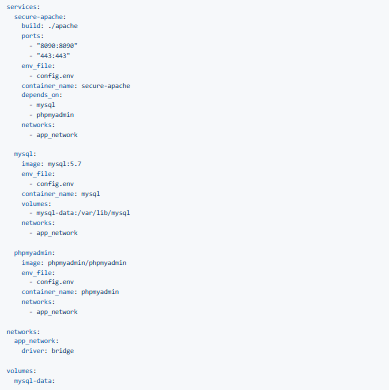 services:
  secure-apache:
    build: ./apache
    ports:
      - "8090:8090"
      - "443:443"
    env_file:
      - config.env
    container_name: secure-apache
    depends_on:
      - mysql
      - phpmyadmin
    networks:
      - app_network

  mysql:
    image: mysql:5.7
    env_file:
      - config.env
    container_name: mysql
    volumes:
      - mysql-data:/var/lib/mysql
    networks:
      - app_network

  phpmyadmin:
    image: phpmyadmin/phpmyadmin
    env_file:
      - config.env
    container_name: phpmyadmin
    networks:
      - app_network

networks:
  app_network:
    driver: bridge

volumes:
  mysql-data: